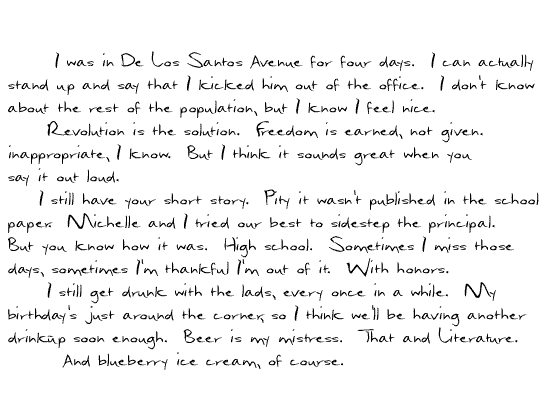 I was in De Los Santos Avenue for four days. I can actually
stand up and say that I kicked him out of the office. I don't know
about the rest of the population, but I know I feel nice.
Revolution is the solution. Freedom is earned, not given.
inappropriate, I know. But I think it sounds great when you
say it out loud.
I still have your short story. Pity it wasn't published in the school
paper. Michelle and I tried our best to sidestep the principal.
But you know how it was. High school. Sometimes I miss those
days, sometimes I'm thankful I'm out of it. With honors.
I still get drunk with the lads, every once in a while. My
birthday's just around the corner, so I think we'll be having another
drinkup soon enough. Beer is my mistress. That and Literature.
And blueberry ice cream, of course.